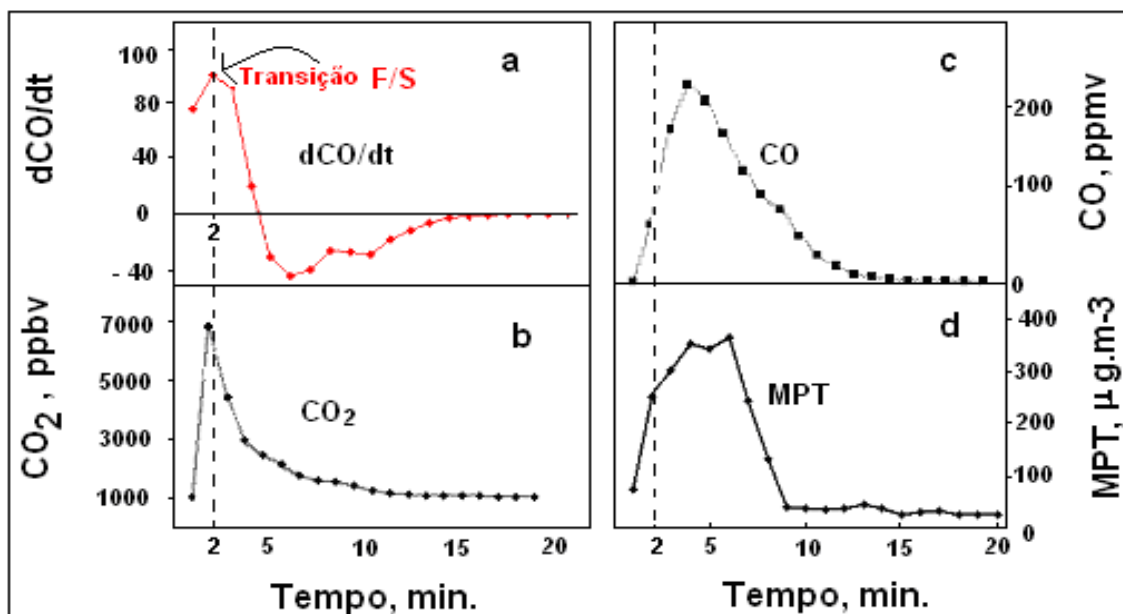 dCO/dt
100
80
40
0
- 40
a
Transição F/S
dCO/dt
2
CO2 , ppbv
7000
5000
3000
1000
b
CO2
2
5
10
15
20
Tempo, min.
c
CO
200
100
0
CO, ppmv
d
MPT
400
300
200
100
0
MPT, µ g.m-3
2
5
10
15
20
Tempo, min.